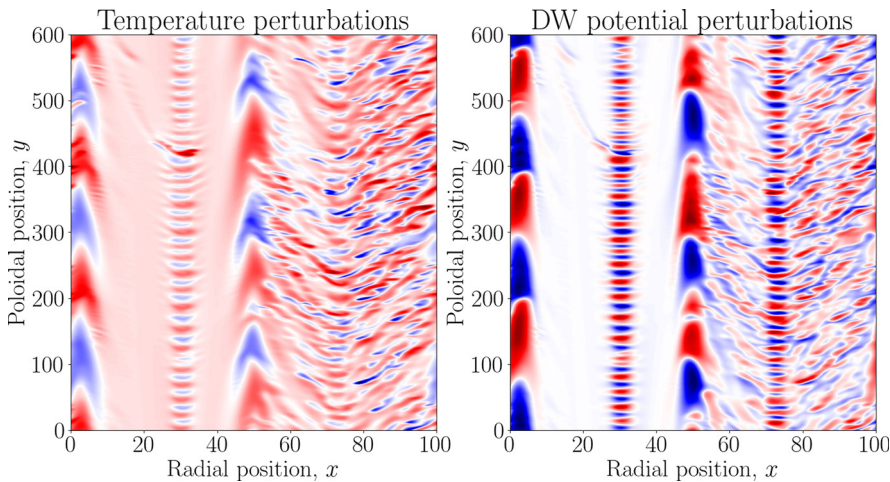 Temperature perturbations
DW potential perturbations
Poloidal position, y
600
500
400
300
200
100
0
0 20 40 60 80 100
Radial position, x
Poloidal position, y
600
500
400
300
200
100
0
0 20 40 60 80 100
Radial position, x